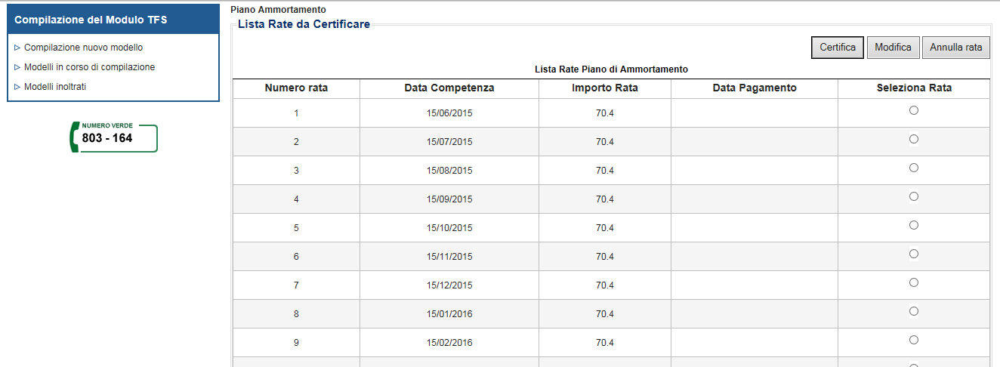 Compilazione del Modulo TFS
Compilazione nuovo modello
Modelli in corso di compilazione
Modelli inoltrati
NUMERO VERDE
803 - 164
Piano Ammortamento
Lista Rate da Certificare
Certifica Modifica Annulla rata
Lista Rate Piano di Ammortamento
Numero rata Data Competenza Importo Rata Data Pagamento Seleziona Rata
1 15/06/2015 70.4
2 15/07/2015 70.4
3 15/08/2015 70.4
4 15/09/2015 70.4
5 15/10/2015 70.4
6 15/11/2015 70.4
7 15/12/2015 70.4
8 15/01/2016 70.4
9 15/02/2016 70.4